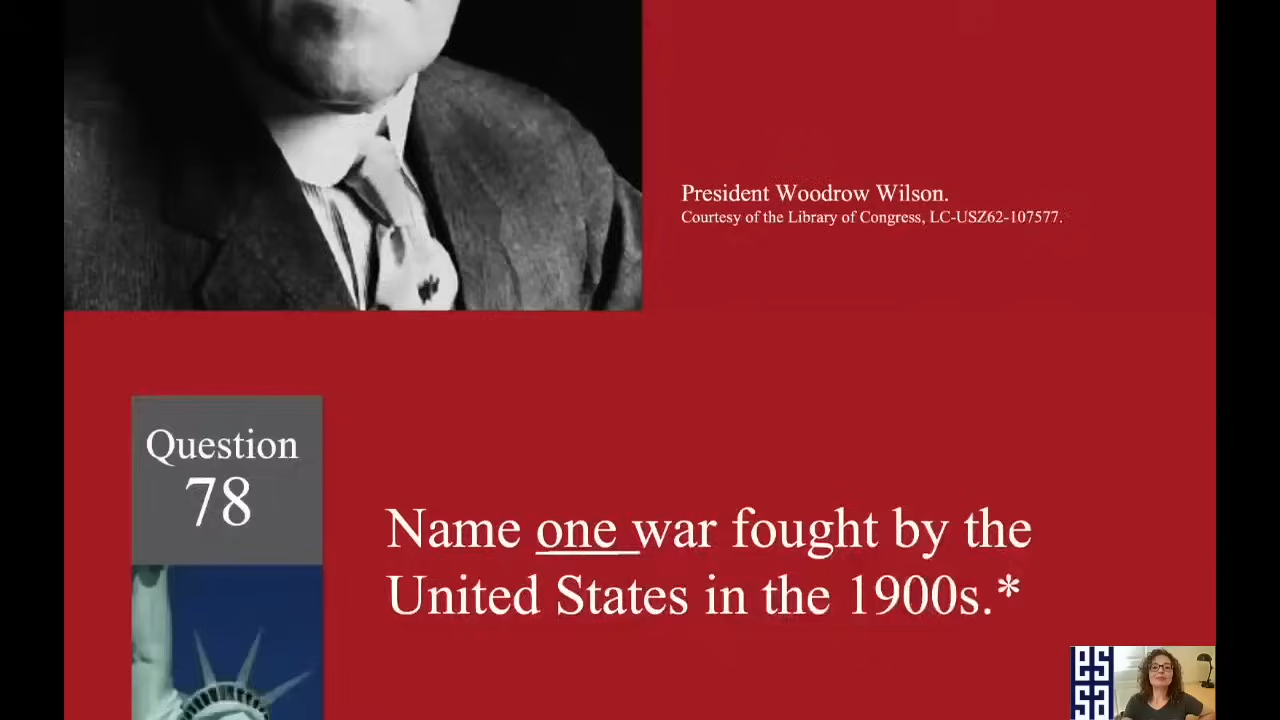 President Woodrow Wilson.
Courtesy of the Library of Congress, LC-USZ62-107577.
Question
78
Name one war fought by the
United States in the 1900s.*